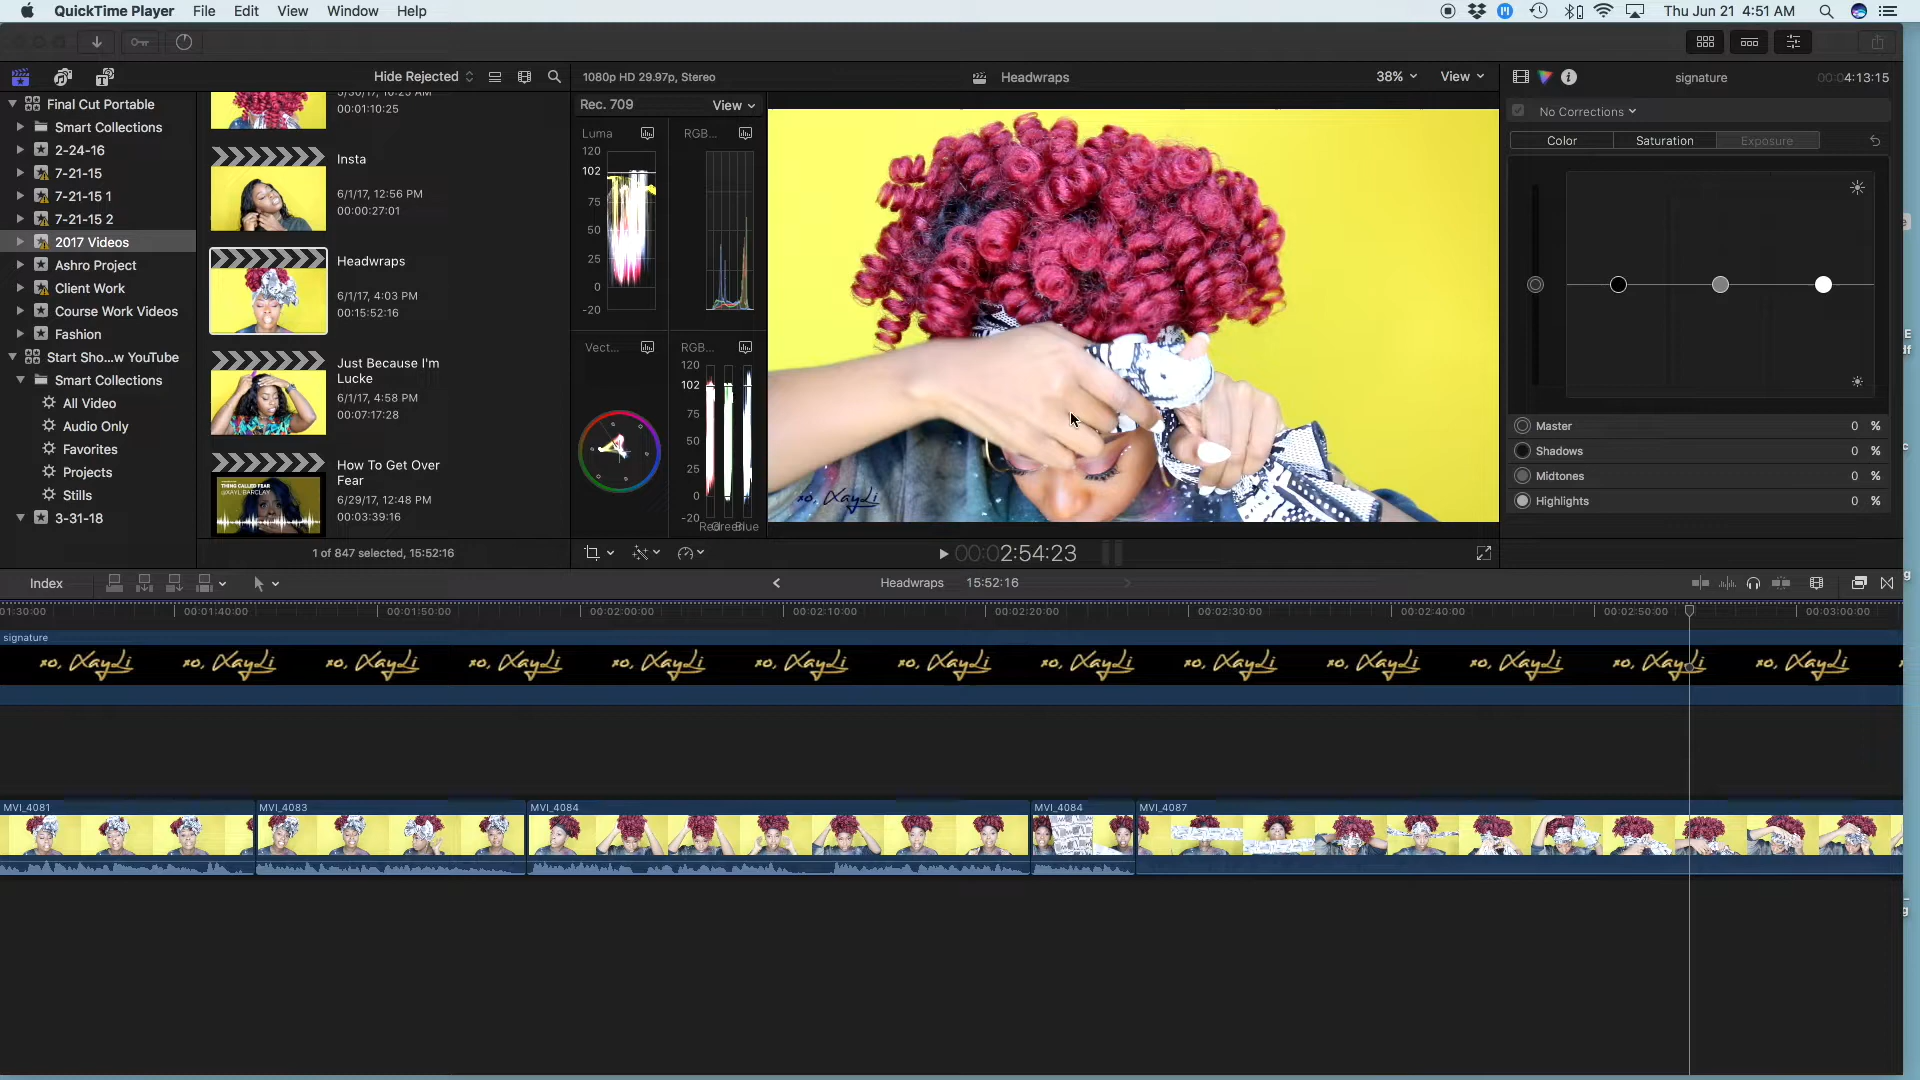 QuickTime Player File Edit View Window Help
Thu Jun 21 4:51 AM
Hide Rejected
1080p HD 29.97p, Stereo
Headwraps
38%
View
signature
00:04:13:15
Final Cut Portable
Smart Collections
2-24-16
7-21-15
7-21-15 1
7-21-15 2
2017 Videos
Ashro Project
Client Work
Course Work Videos
Fashion
Start Sho...w YouTube
Smart Collections
All Video
Audio Only
Favorites
Projects
Stills
3-31-18
00:01:10:25
Insta
6/1/17, 12:56 PM
00:00:27:01
Headwraps
6/1/17, 4:03 PM
00:15:52:16
Just Because I'm
Lucke
6/1/17, 4:58 PM
00:07:17:28
THING CALLED FEAR
@XAYL BARCLAY
How To Get Over
Fear
6/29/17, 12:48 PM
00:03:39:16
1 of 847 selected, 15:52:16
Rec. 709
View
Luma
120
102
75
50
25
0
-20
RGB...
Vect...
RGB...
120
102
75
50
25
0
-20
Red
Green
Blue
xo, XayLi
00:02:54:23
No Corrections
Color
Saturation
Exposure
Master 0 %
Shadows 0 %
Midtones 0 %
Highlights 0 %
Index
Headwraps 15:52:16
01:30:00 00:01:40:00 00:01:50:00 00:02:00:00 00:02:10:00 00:02:20:00 00:02:30:00 00:02:40:00 00:02:50:00 00:03:00:00
signature
xo, XayLi xo, XayLi xo, XayLi xo, XayLi xo, XayLi xo, XayLi xo, XayLi xo, XayLi xo, XayLi xo, XayLi xo, XayLi xo, XayLi xo, XayLi
MVI_4081 MVI_4083 MVI_4084 MVI_4084 MVI_4087